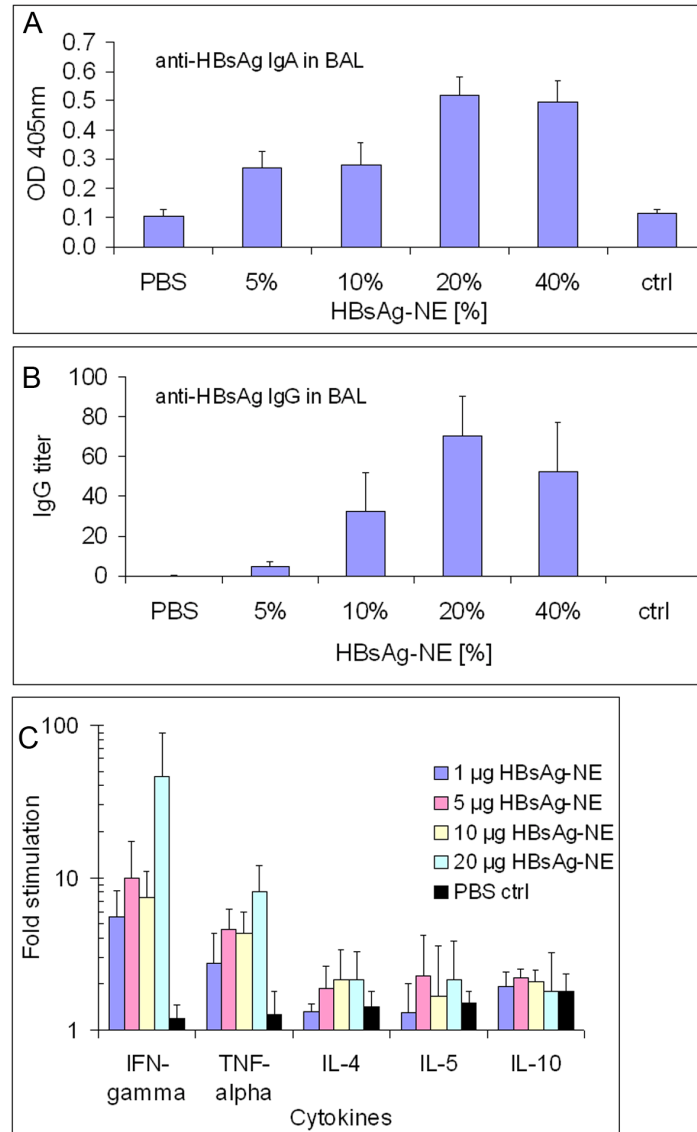 A
anti-HBsAg IgA in BAL
OD 405nm
0.7
0.6
0.5
0.4
0.3
0.2
0.1
0.0
PBS 5% 10% 20% 40% ctrl
HBsAg-NE [%]
B
anti-HBsAg IgG in BAL
IgG titer
100
80
60
40
20
0
PBS 5% 10% 20% 40% ctrl
HBsAg-NE [%]
C
Fold stimulation
100
10
1
1 µg HBsAg-NE
5 µg HBsAg-NE
10 µg HBsAg-NE
20 µg HBsAg-NE
PBS ctrl
IFN- TNF- IL-4 IL-5 IL-10
gamma alpha
Cytokines